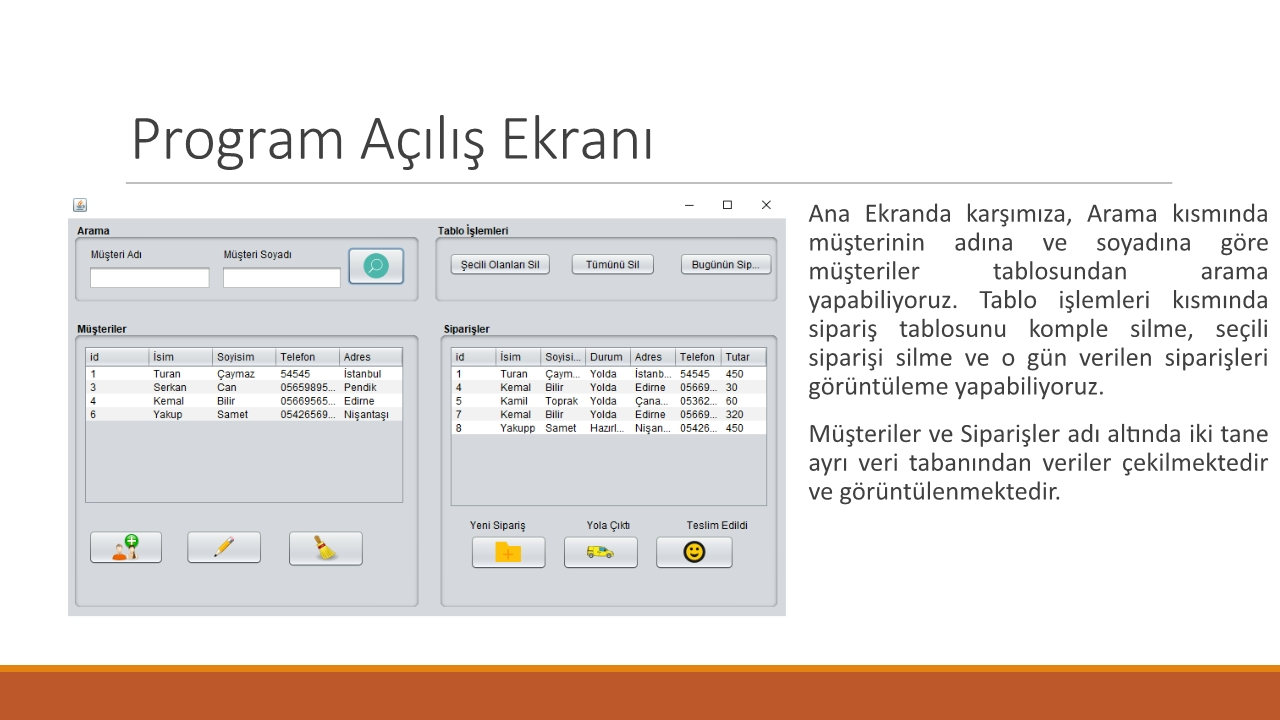 Program Açılış Ekranı
Arama
Müşteri Adı
Müşteri Soyadı
Tablo İşlemleri
Şecili Olanları Sil
Tümünü Sil
Bugünün Sip...
Müşteriler
id İsim Soyisim Telefon Adres
1 Turan Çaymaz 54545 İstanbul
3 Serkan Can 05659895... Pendik
4 Kemal Bilir 05669565... Edirne
6 Yakup Samet 05426569... Nişantaşı
Siparişler
id İsim Soyisi... Durum Adres Telefon Tutar
1 Turan Çaym... Yolda İstanb... 54545 450
4 Kemal Bilir Yolda Edirne 05669... 30
5 Kamil Toprak Yolda Çana... 05362... 60
7 Kemal Bilir Yolda Edirne 05669... 320
8 Yakupp Samet Hazırl... Nişan... 05426... 450
Yeni Sipariş
Yola Çıktı
Teslim Edildi
Ana Ekranda karşımıza, Arama kısmında
müşterinin adına ve soyadına göre
müşteriler tablosundan arama
yapabiliyoruz. Tablo işlemleri kısmında
sipariş tablosunu komple silme, seçili
siparişi silme ve o gün verilen siparişleri
görüntüleme yapabiliyoruz.
Müşteriler ve Siparişler adı altında iki tane
ayrı veri tabanından veriler çekilmektedir
ve görüntülenmektedir.